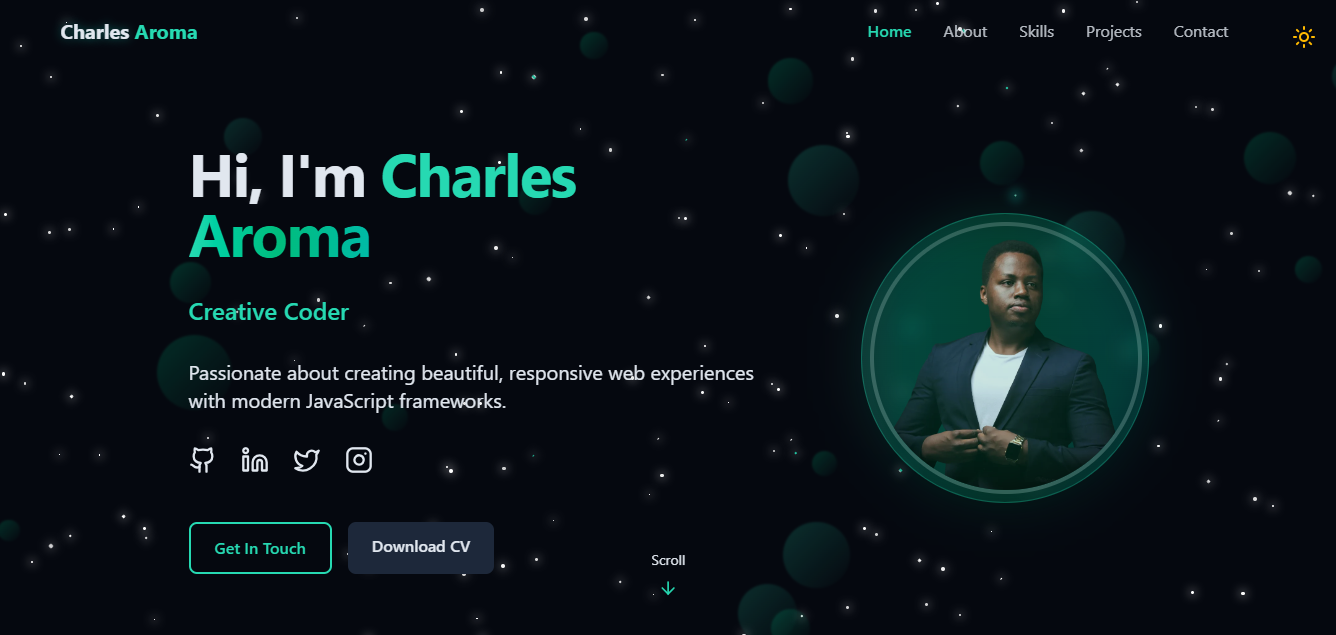 Charles Aroma
Home About Skills Projects Contact
Hi, I'm Charles
Aroma
Creative Coder
Passionate about creating beautiful, responsive web experiences
with modern JavaScript frameworks.
Get In Touch
Download CV
Scroll